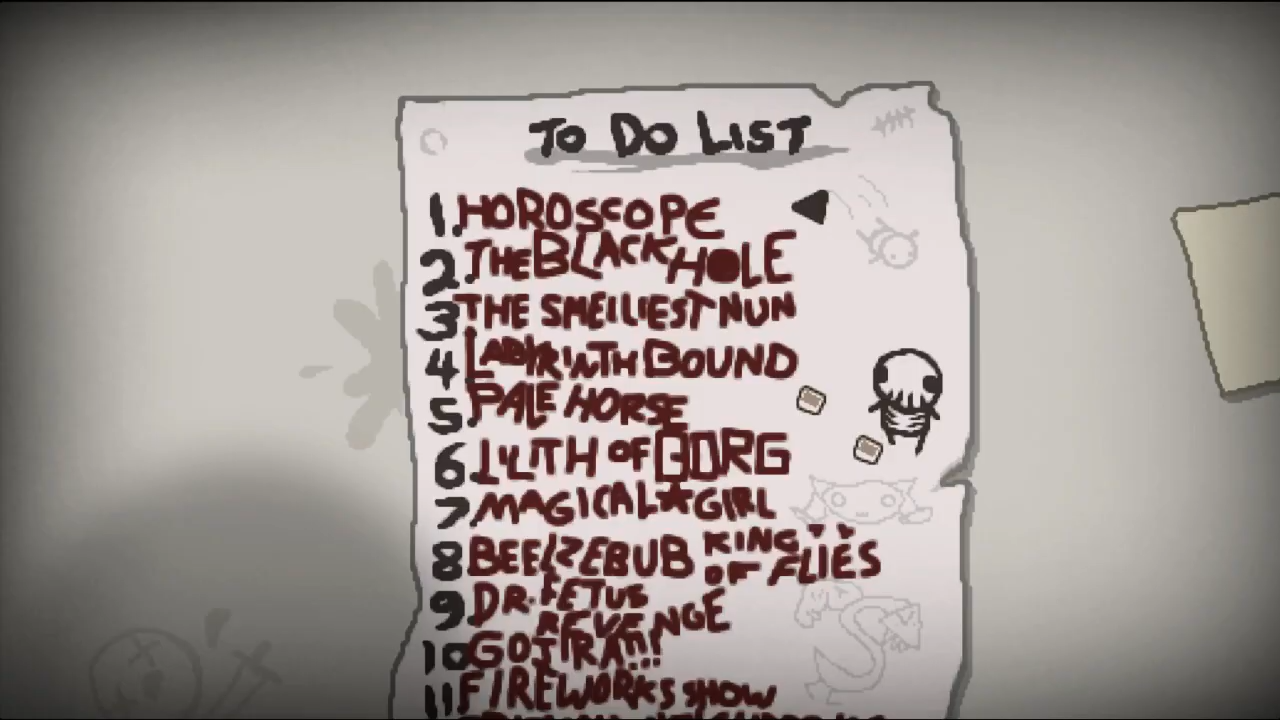 TO DO LIST
1. HOROSCOPE
2. THE BLACK HOLE
3 THE SMELLIEST NUN
4 LABYRINTH BOUND
5. PALE HORSE
6. LILITH OF BORG
7. MAGICAL★GIRL
8 BEELZEBUB KING OF FLIES
9. DR. FETUS REVENGE
10 GOJIRA!!!
11 FIREWORKS SHOW